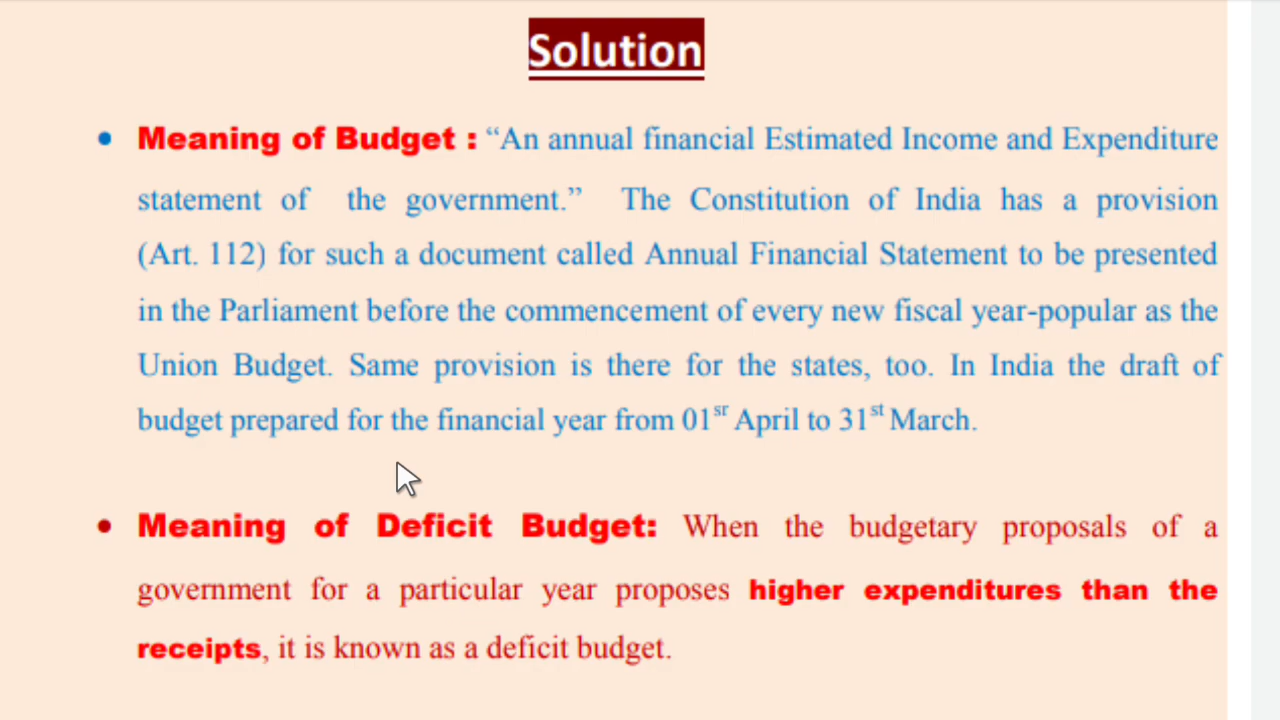 Solution
• Meaning of Budget : “An annual financial Estimated Income and Expenditure
statement of the government.” The Constitution of India has a provision
(Art. 112) for such a document called Annual Financial Statement to be presented
in the Parliament before the commencement of every new fiscal year-popular as the
Union Budget. Same provision is there for the states, too. In India the draft of
budget prepared for the financial year from 01sr April to 31st March.
• Meaning of Deficit Budget: When the budgetary proposals of a
government for a particular year proposes higher expenditures than the
receipts, it is known as a deficit budget.